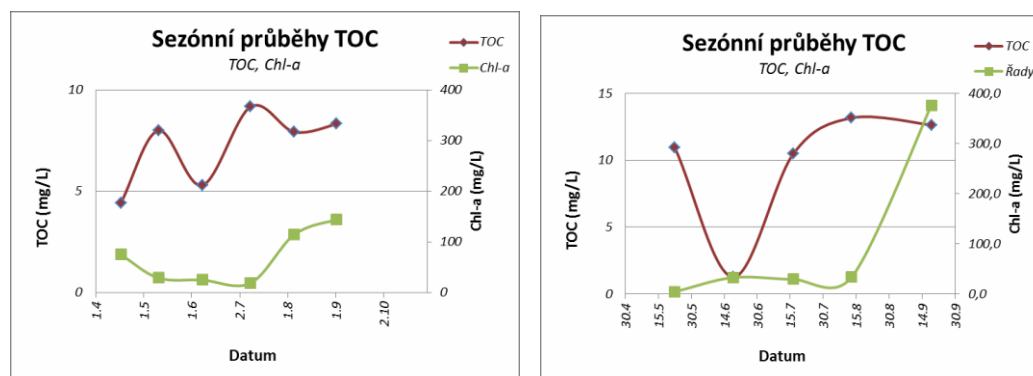 Sezónní průběhy TOC
TOC, Chl-a
TOC
Chl-a
10
5
0
400
300
200
100
0
TOC (mg/L)
Chl-a (mg/L)
1.4
1.5
1.6
2.7
1.8
1.9
2.10
Datum
Sezónní průběhy TOC
TOC, Chl-a
TOC
Řady
15
10
5
0
400,0
300,0
200,0
100,0
0,0
TOC (mg/L)
Chl-a (mg/L)
30.4
15.5
30.5
14.6
30.6
15.7
30.7
15.8
30.8
14.9
30.9
Datum